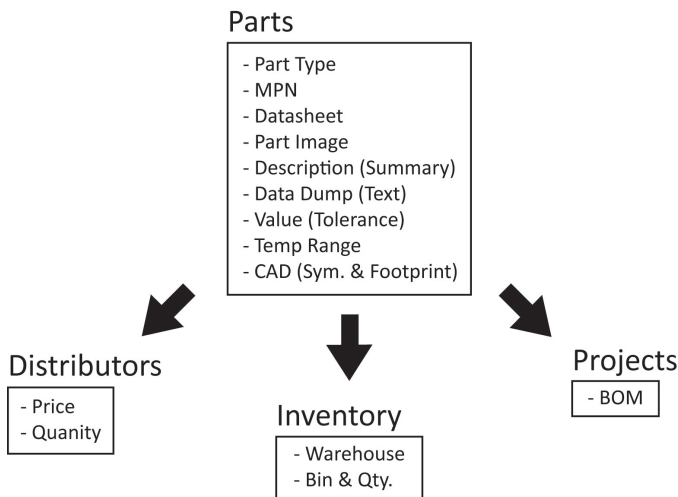 Parts
- Part Type
- MPN
- Datasheet
- Part Image
- Description (Summary)
- Data Dump (Text)
- Value (Tolerance)
- Temp Range
- CAD (Sym. & Footprint)
Distributors
- Price
- Quanity
Inventory
- Warehouse
- Bin & Qty.
Projects
- BOM